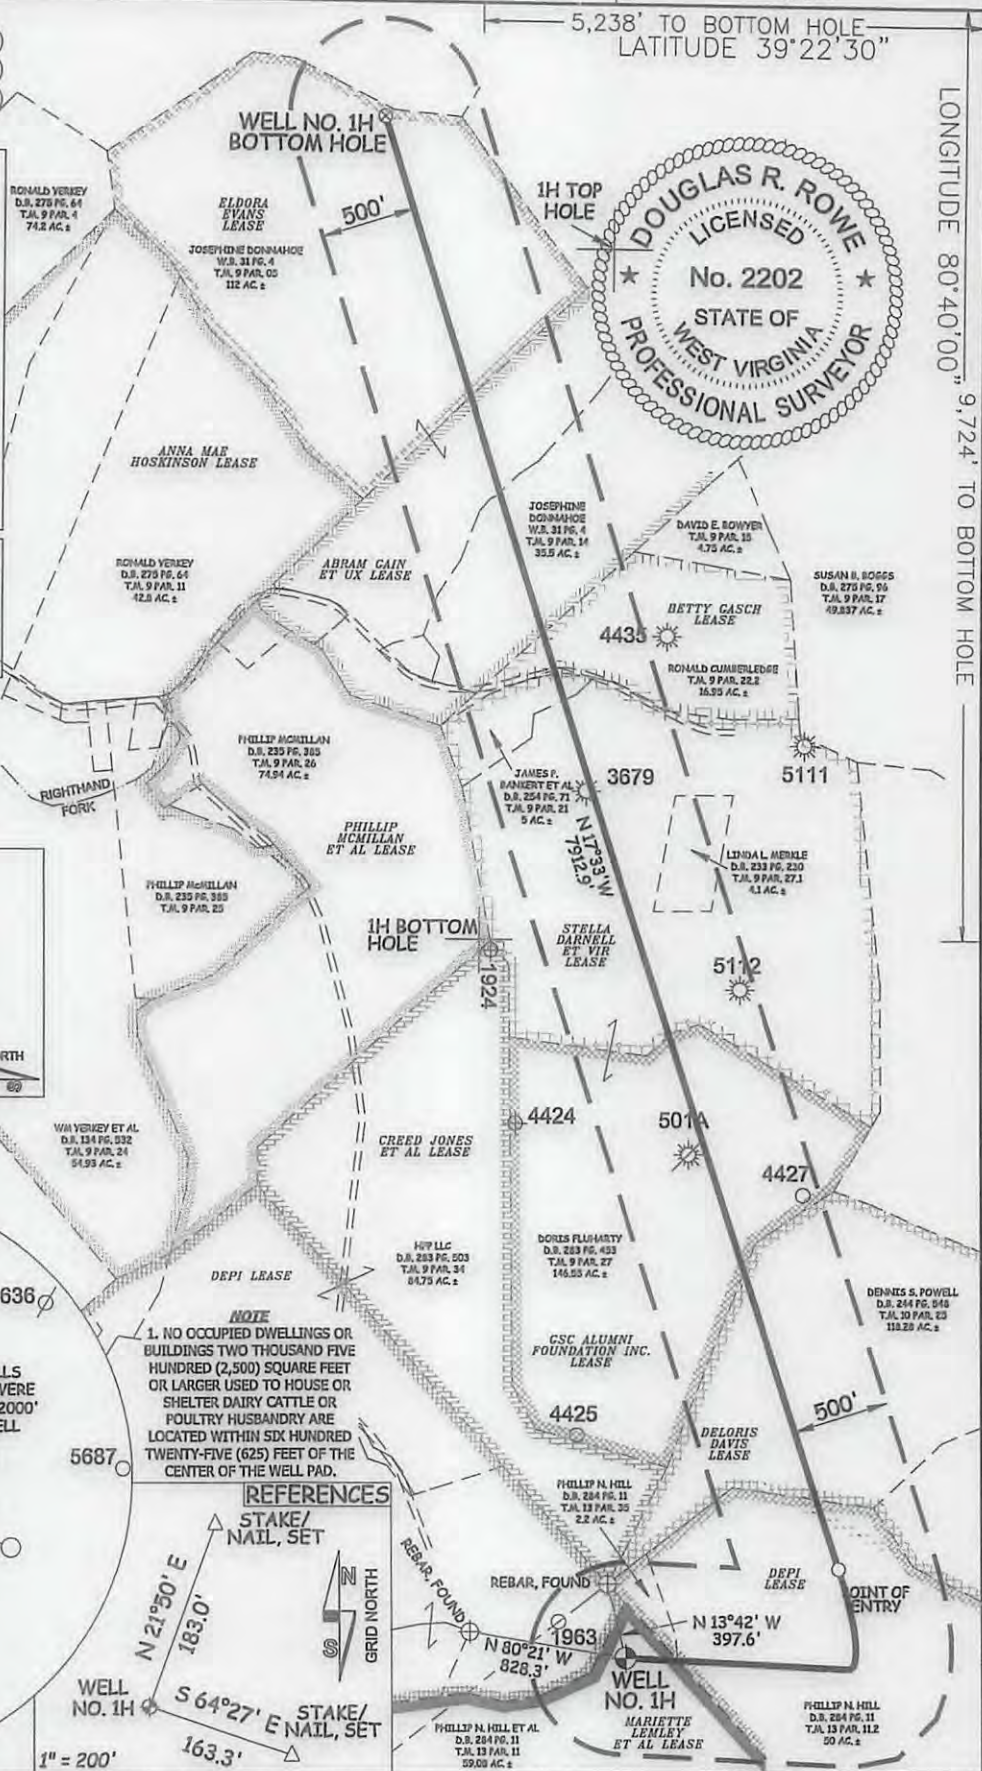 5,238' TO BOTTOM HOLE
LATITUDE 39°22'30"
LONGITUDE 80°40'00"
9,724' TO BOTTOM HOLE
WELL NO. 1H
BOTTOM HOLE
500'
1H TOP
HOLE
DOUGLAS R. ROWE
LICENSED
No. 2202
STATE OF
WEST VIRGINIA
PROFESSIONAL SURVEYOR
RONALD YERKEY
D.B. 275 PG. 64
T.M. 9 PAR. 4
74.2 AC. ±
ELDORA
EVANS
LEASE
JOSEPHINE DONNAHOE
W.B. 31 PG. 4
T.M. 9 PAR. 05
112 AC. ±
ANNA MAE
HOSKINSON LEASE
RONALD YERKEY
D.B. 275 PG. 64
T.M. 9 PAR. 11
42.8 AC. ±
ABRAM GAIN
ET UX LEASE
JOSEPHINE
DONNAHOE
W.B. 31 PG. 4
T.M. 9 PAR. 14
35.5 AC. ±
DAVID E. BOWYER
T.M. 9 PAR. 15
4.75 AC. ±
SUSAN B. BOGGS
D.B. 275 PG. 96
T.M. 9 PAR. 17
49.837 AC. ±
BETTY GASCH
LEASE
4435
RONALD CUMBERLEDGE
T.M. 9 PAR. 22.2
16.95 AC. ±
PHILLIP MCMILLAN
D.B. 235 PG. 385
T.M. 9 PAR. 26
74.94 AC. ±
RIGHTHAND
FORK
JAMES P.
BANKERT ET AL
D.B. 254 PG. 71
T.M. 9 PAR. 21
5 AC. ±
3679
5111
N 17°33' W
7912.9'
PHILLIP
MCMILLAN
ET AL LEASE
LINDA L. MERKLE
D.B. 233 PG. 230
T.M. 9 PAR. 27.1
4.1 AC. ±
PHILLIP McMILLAN
D.B. 235 PG. 385
T.M. 9 PAR. 25
1H BOTTOM
HOLE
1924
STELLA
DARNELL
ET VIR
LEASE
5112
RTH
WM YERKEY ET AL
D.B. 134 PG. 532
T.M. 9 PAR. 24
54.93 AC. ±
4424
501A
CREED JONES
ET AL LEASE
4427
HPP LLC
D.B. 283 PG. 503
T.M. 9 PAR. 34
84.75 AC. ±
DORIS FLUHARTY
D.B. 283 PG. 453
T.M. 9 PAR. 27
146.55 AC. ±
DEPI LEASE
DENNIS S. POWELL
D.B. 244 PG. 548
T.M. 10 PAR. 25
118.28 AC. ±
636
NOTE
1. NO OCCUPIED DWELLINGS OR
BUILDINGS TWO THOUSAND FIVE
HUNDRED (2,500) SQUARE FEET
OR LARGER USED TO HOUSE OR
SHELTER DAIRY CATTLE OR
POULTRY HUSBANDRY ARE
LOCATED WITHIN SIX HUNDRED
TWENTY-FIVE (625) FEET OF THE
CENTER OF THE WELL PAD.
GSC ALUMNI
FOUNDATION INC.
LEASE
LLS
WERE
2000'
ELL
500'
4425
DELORIS
DAVIS
LEASE
5687
PHILLIP N. HILL
D.B. 284 PG. 11
T.M. 13 PAR. 35
2.2 AC. ±
REFERENCES
STAKE/
NAIL, SET
N 21°50' E
183.0'
N
S
GRID NORTH
WELL
NO. 1H
S 64°27' E
163.3'
STAKE/
NAIL, SET
1" = 200'
REBAR, FOUND
REBAR, FOUND
DEPI
LEASE
POINT OF
ENTRY
1963
N 80°21' W
828.3'
N 13°42' W
397.6'
WELL
NO. 1H
MARIETTE
LEMLEY
ET AL LEASE
PHILLIP N. HILL ET AL
D.B. 284 PG. 11
T.M. 13 PAR. 11
59.08 AC. ±
PHILLIP N. HILL
D.B. 284 PG. 11
T.M. 13 PAR. 11.2
50 AC. ±